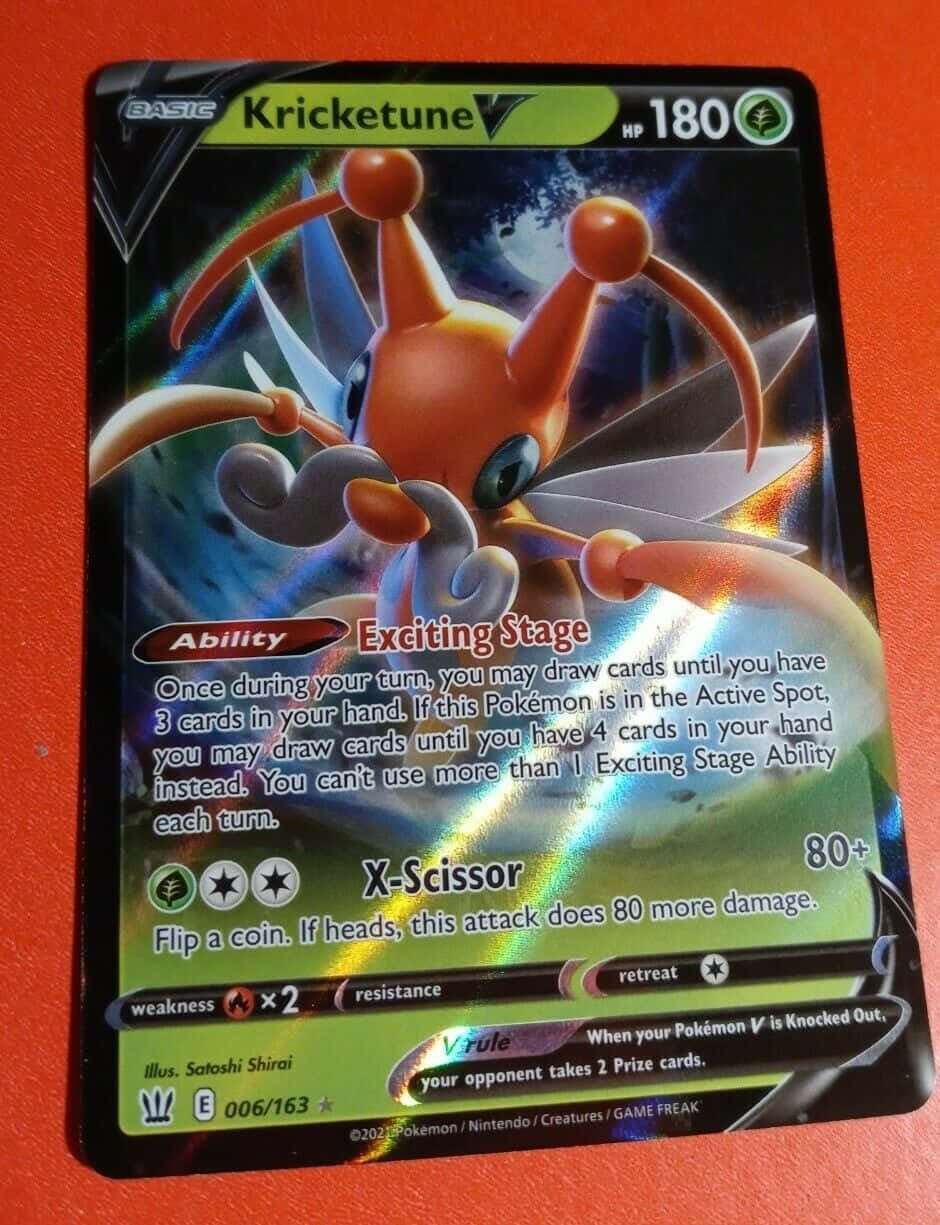 BASIC Kricketune V HP 180
Ability Exciting Stage
Once during your turn, you may draw cards until you have
3 cards in your hand. If this Pokémon is in the Active Spot,
you may draw cards until you have 4 cards in your hand
instead. You can't use more than 1 Exciting Stage Ability
each turn.
X-Scissor 80+
Flip a coin. If heads, this attack does 80 more damage.
weakness ×2 resistance retreat
V rule When your Pokémon V is Knocked Out,
your opponent takes 2 Prize cards.
Illus. Satoshi Shirai
E 006/163
©2021 Pokémon / Nintendo / Creatures / GAME FREAK